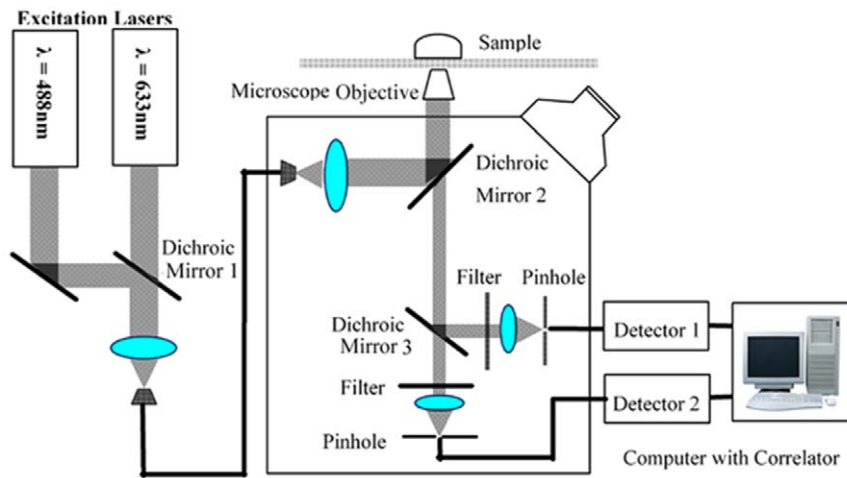 Excitation Lasers
λ = 488nm
λ = 633nm
Sample
Microscope Objective
Dichroic
Mirror 2
Dichroic
Mirror 1
Filter
Pinhole
Dichroic
Mirror 3
Detector 1
Filter
Detector 2
Pinhole
Computer with Correlator